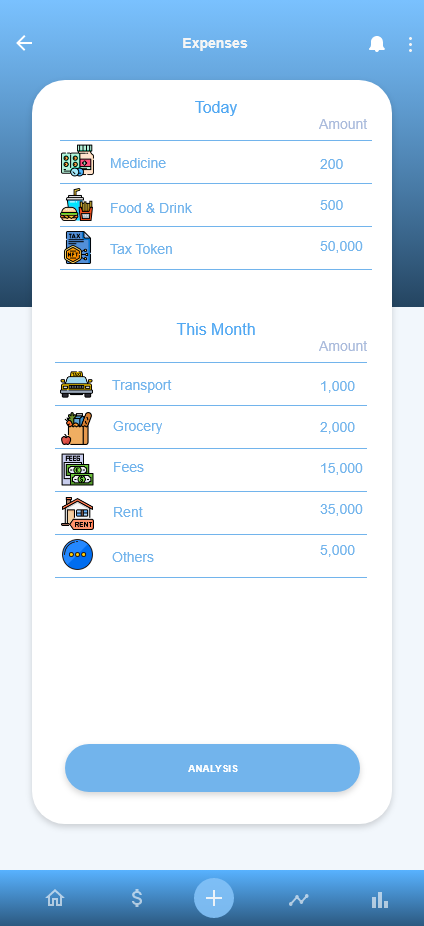 Expenses
Today
Amount
Medicine 200
Food & Drink 500
TAX
NFT
Tax Token 50,000
This Month
Amount
TAXI
Transport 1,000
Grocery 2,000
FEES
Fees 15,000
RENT
Rent 35,000
Others 5,000
ANALYSIS